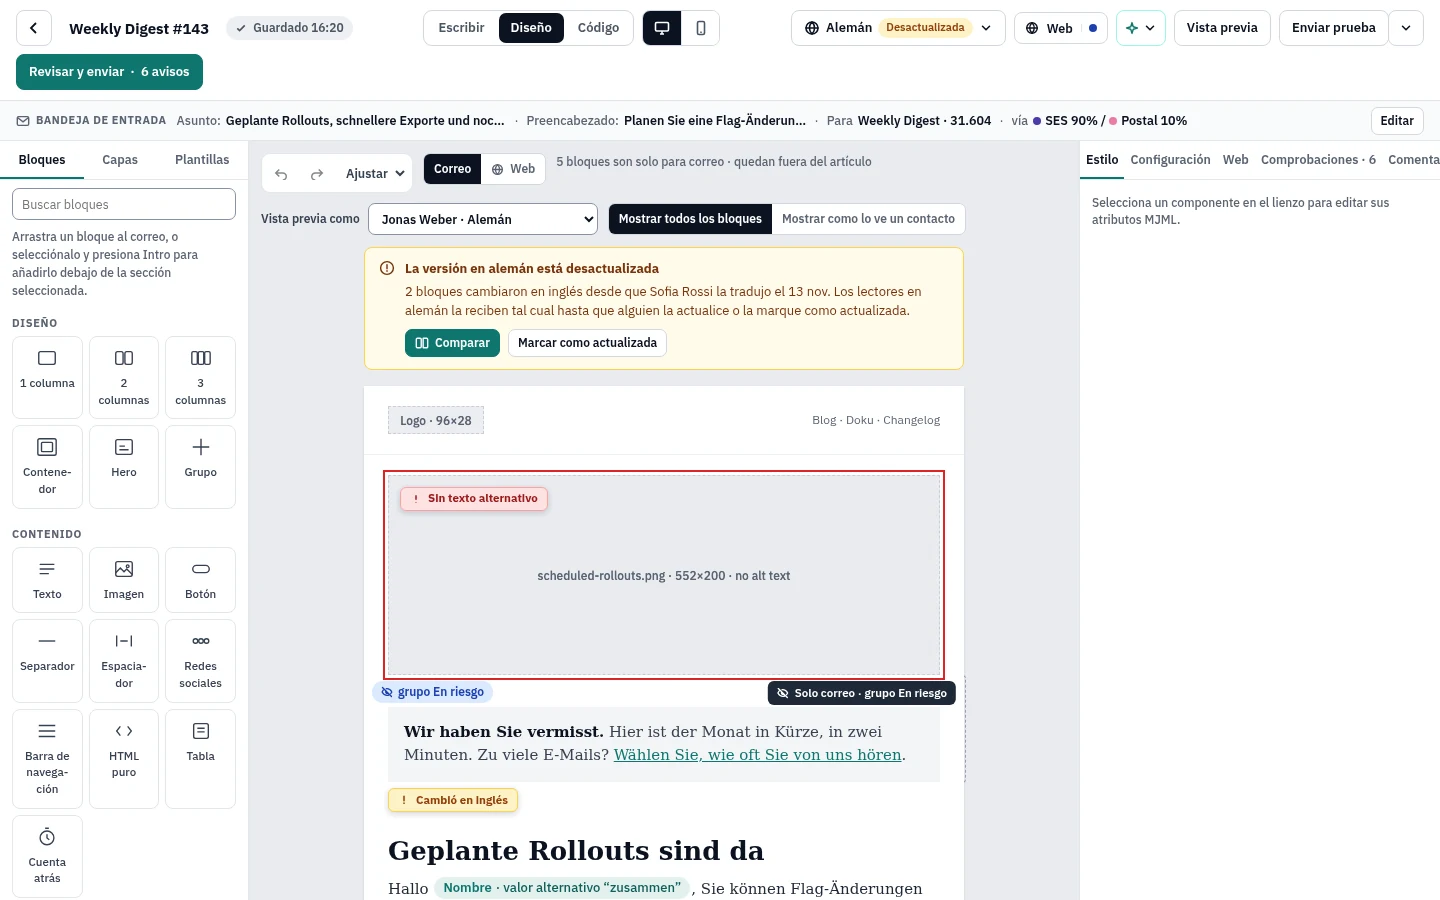 Weekly Digest #143
Guardado 16:20
Escribir
Diseño
Código
Alemán
Desactualizada
Web
Vista previa
Enviar prueba
Revisar y enviar · 6 avisos
BANDEJA DE ENTRADA
Asunto: Geplante Rollouts, schnellere Exporte und noc... · Preencabezado: Planen Sie eine Flag-Änderun... · Para Weekly Digest · 31.604 · vía SES 90% / Postal 10%
Editar
Bloques
Capas
Plantillas
Buscar bloques
Arrastra un bloque al correo, o
selecciónalo y presiona Intro para
añadirlo debajo de la sección
seleccionada.
DISEÑO
1 columna
2
columnas
3
columnas
Contene-
dor
Hero
Grupo
CONTENIDO
Texto
Imagen
Botón
Separador
Espacia-
dor
Redes
sociales
Barra de
navega-
ción
HTML
puro
Tabla
Cuenta
atrás
Ajustar
Correo
Web
5 bloques son solo para correo · quedan fuera del artículo
Vista previa como
Jonas Weber · Alemán
Mostrar todos los bloques
Mostrar como lo ve un contacto
La versión en alemán está desactualizada
2 bloques cambiaron en inglés desde que Sofia Rossi la tradujo el 13 nov. Los lectores en
alemán la reciben tal cual hasta que alguien la actualice o la marque como actualizada.
Comparar
Marcar como actualizada
Logo · 96×28
Blog · Doku · Changelog
Sin texto alternativo
scheduled-rollouts.png · 552×200 · no alt text
grupo En riesgo
Solo correo · grupo En riesgo
Wir haben Sie vermisst. Hier ist der Monat in Kürze, in zwei
Minuten. Zu viele E-Mails? Wählen Sie, wie oft Sie von uns hören.
Cambió en inglés
Geplante Rollouts sind da
Hallo Nombre · valor alternativo “zusammen” , Sie können Flag-Änderungen
Estilo
Configuración
Web
Comprobaciones · 6
Comenta
Selecciona un componente en el lienzo para editar sus
atributos MJML.